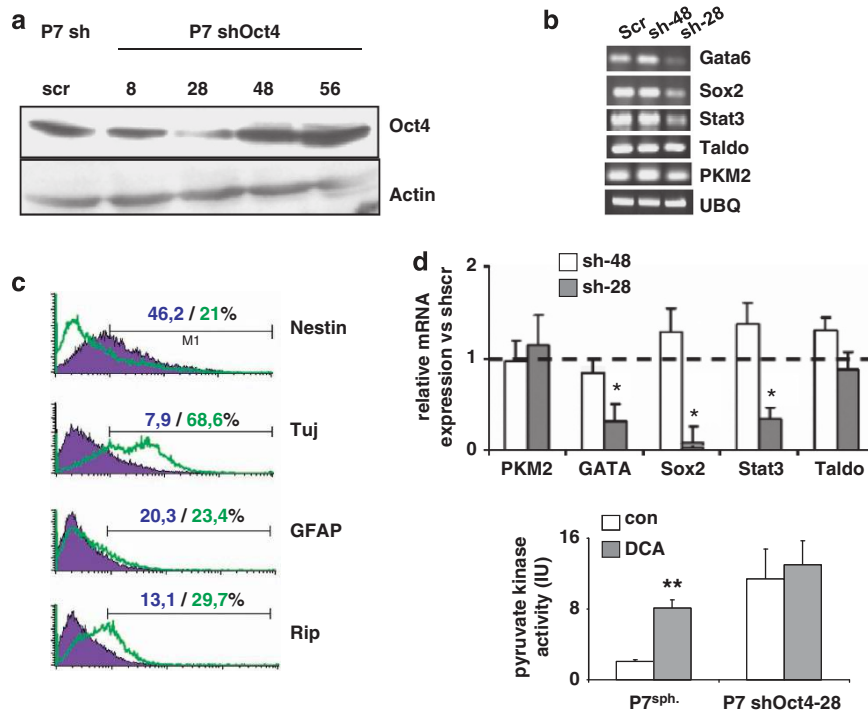 a
P7 sh P7 shOct4
scr 8 28 48 56
Oct4
Actin
b
Scr sh-48 sh-28
Gata6
Sox2
Stat3
Taldo
PKM2
UBQ
c
46,2 / 21%
M1
Nestin
7,9 / 68,6%
Tuj
20,3 / 23,4%
GFAP
13,1 / 29,7%
Rip
d
sh-48
sh-28
relative mRNA
expression vs shscr
2
1
0
*
*
*
PKM2 GATA Sox2 Stat3 Taldo
con
DCA
pyruvate kinase
activity (IU)
16
8
0
**
P7sph. P7 shOct4-28